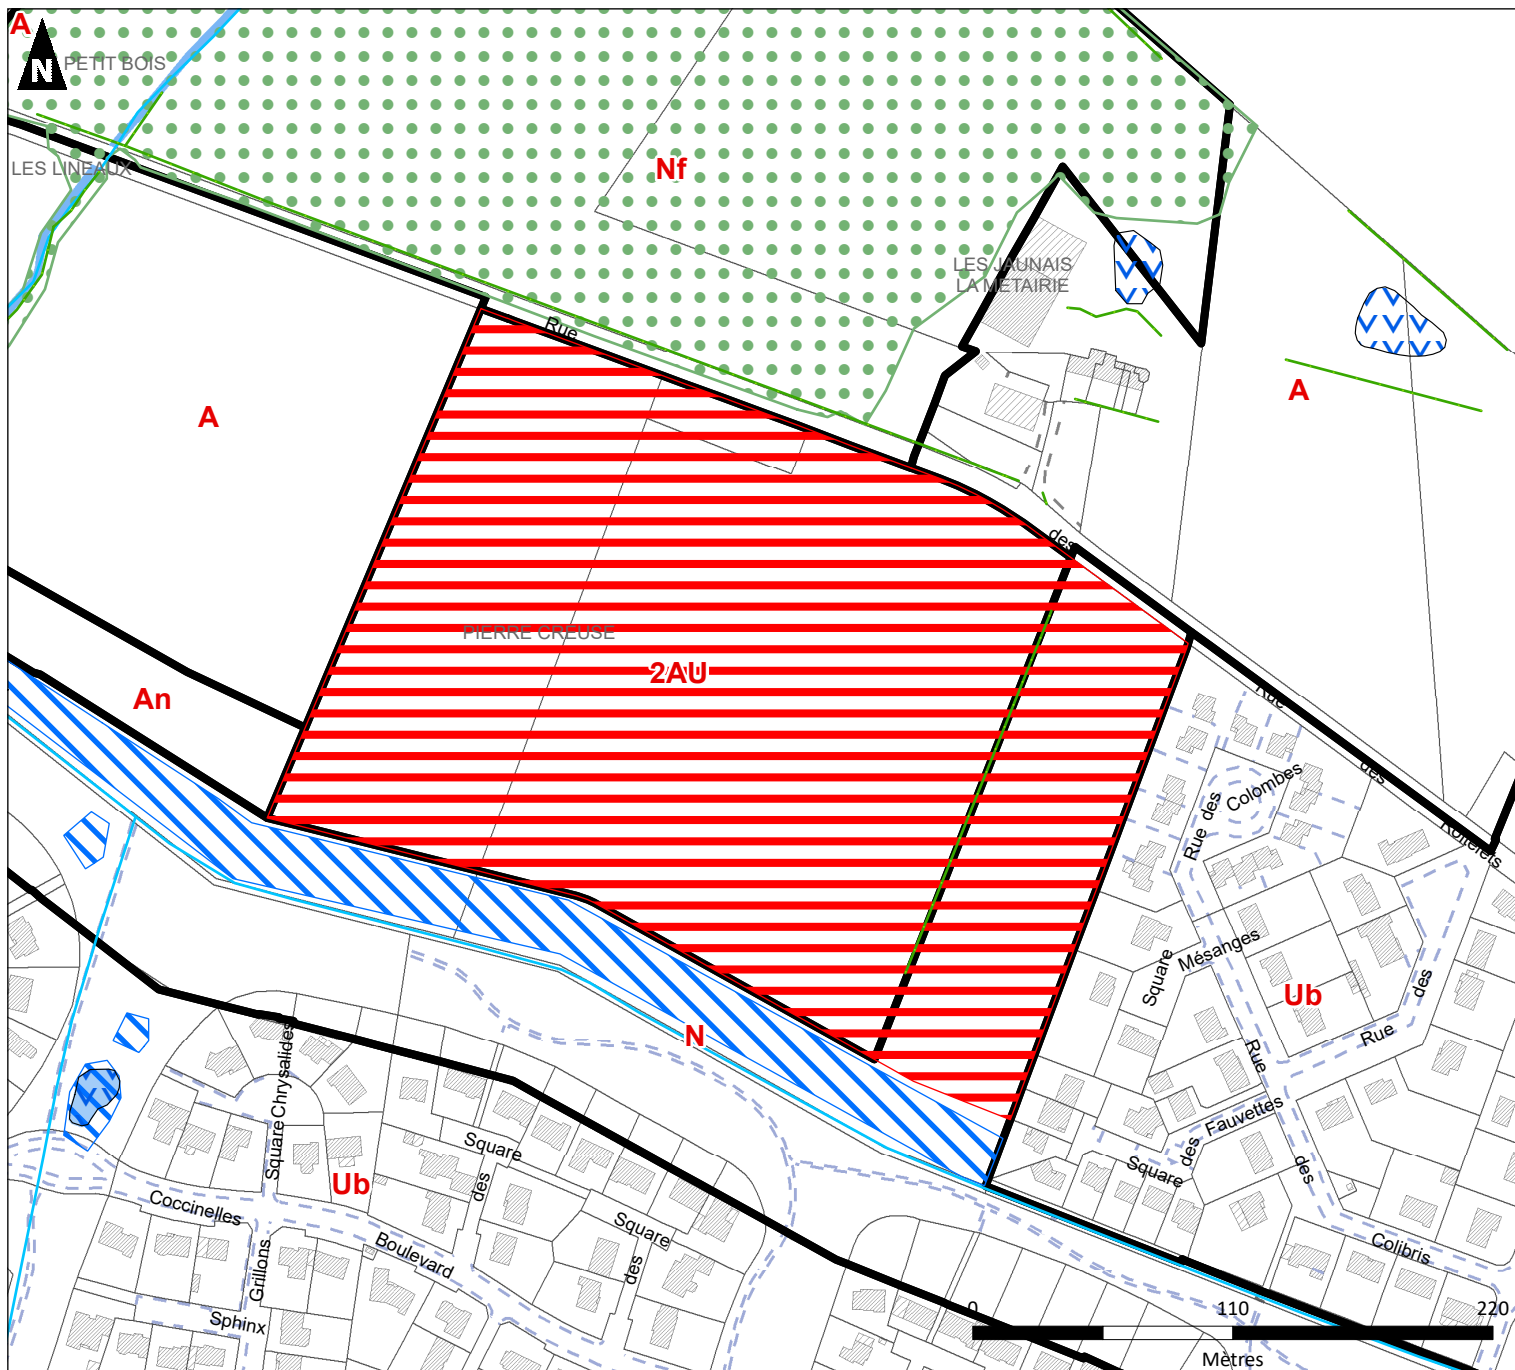 A
N
PETIT BOIS
LES LINEAUX
Nf
LES JAUNAIS
LA METAIRIE
Rue
A
A
des
PIERRE CREUSE
2AU
An
Rue
des
Rollerets
Colombes
Rue des
Mésanges
Square
Ub
des
Rue
Rue
N
Square Chrysalides
Fauvettes
des
Square
des
Square
des
Ub
Coccinelles
Square
des
Colibris
Boulevard
Grillons
Sphinx
0 110 220
Mètres